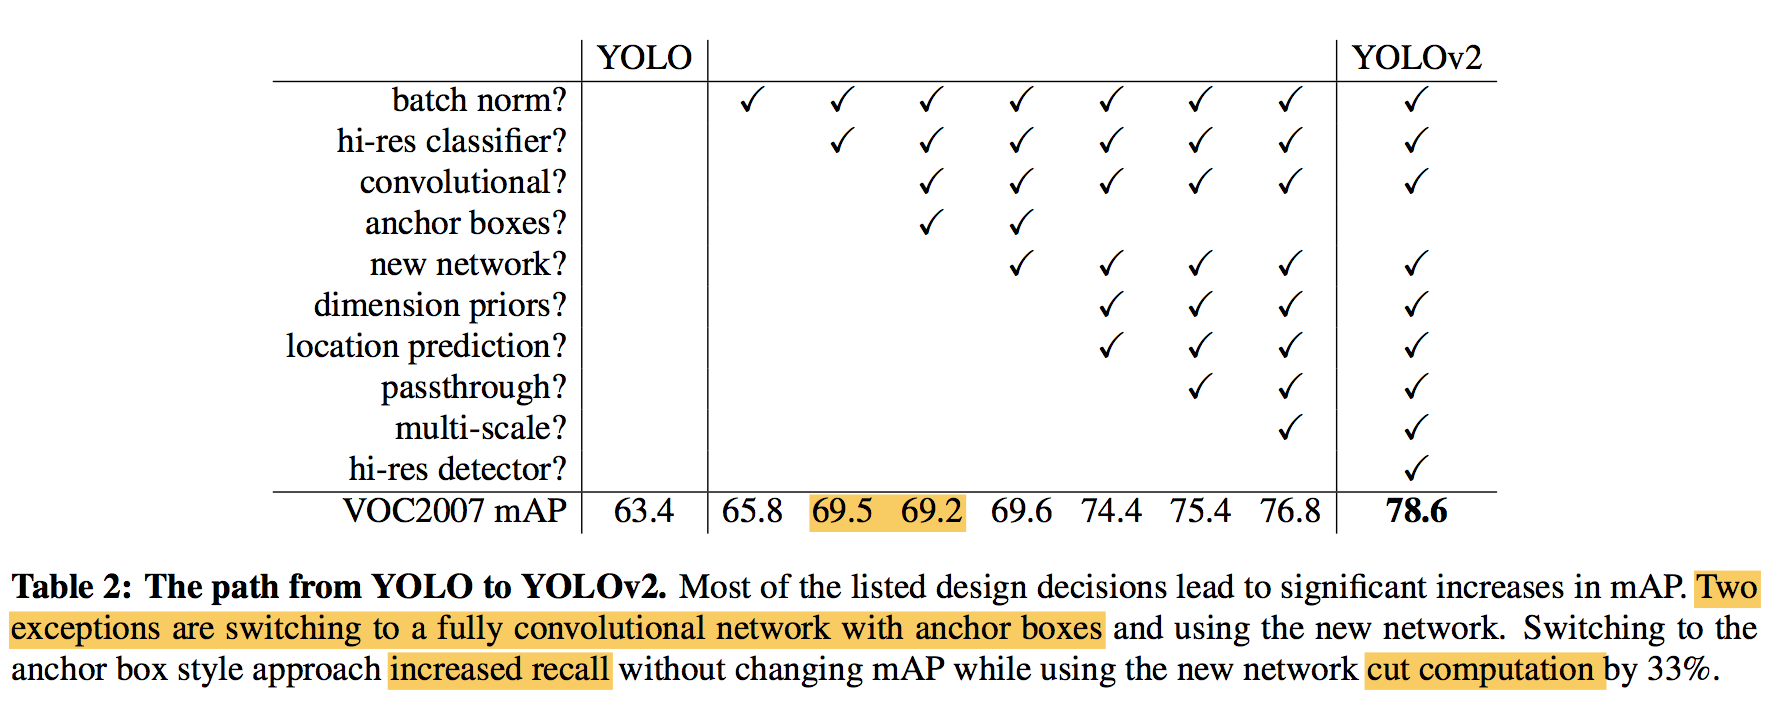 YOLO YOLOv2
batch norm? ✓ ✓ ✓ ✓ ✓ ✓ ✓ ✓
hi-res classifier? ✓ ✓ ✓ ✓ ✓ ✓ ✓
convolutional? ✓ ✓ ✓ ✓ ✓ ✓
anchor boxes? ✓ ✓
new network? ✓ ✓ ✓ ✓ ✓
dimension priors? ✓ ✓ ✓ ✓
location prediction? ✓ ✓ ✓ ✓
passthrough? ✓ ✓ ✓
multi-scale? ✓ ✓
hi-res detector? ✓
VOC2007 mAP 63.4 65.8 69.5 69.2 69.6 74.4 75.4 76.8 78.6
Table 2: The path from YOLO to YOLOv2. Most of the listed design decisions lead to significant increases in mAP. Two
exceptions are switching to a fully convolutional network with anchor boxes and using the new network. Switching to the
anchor box style approach increased recall without changing mAP while using the new network cut computation by 33%.